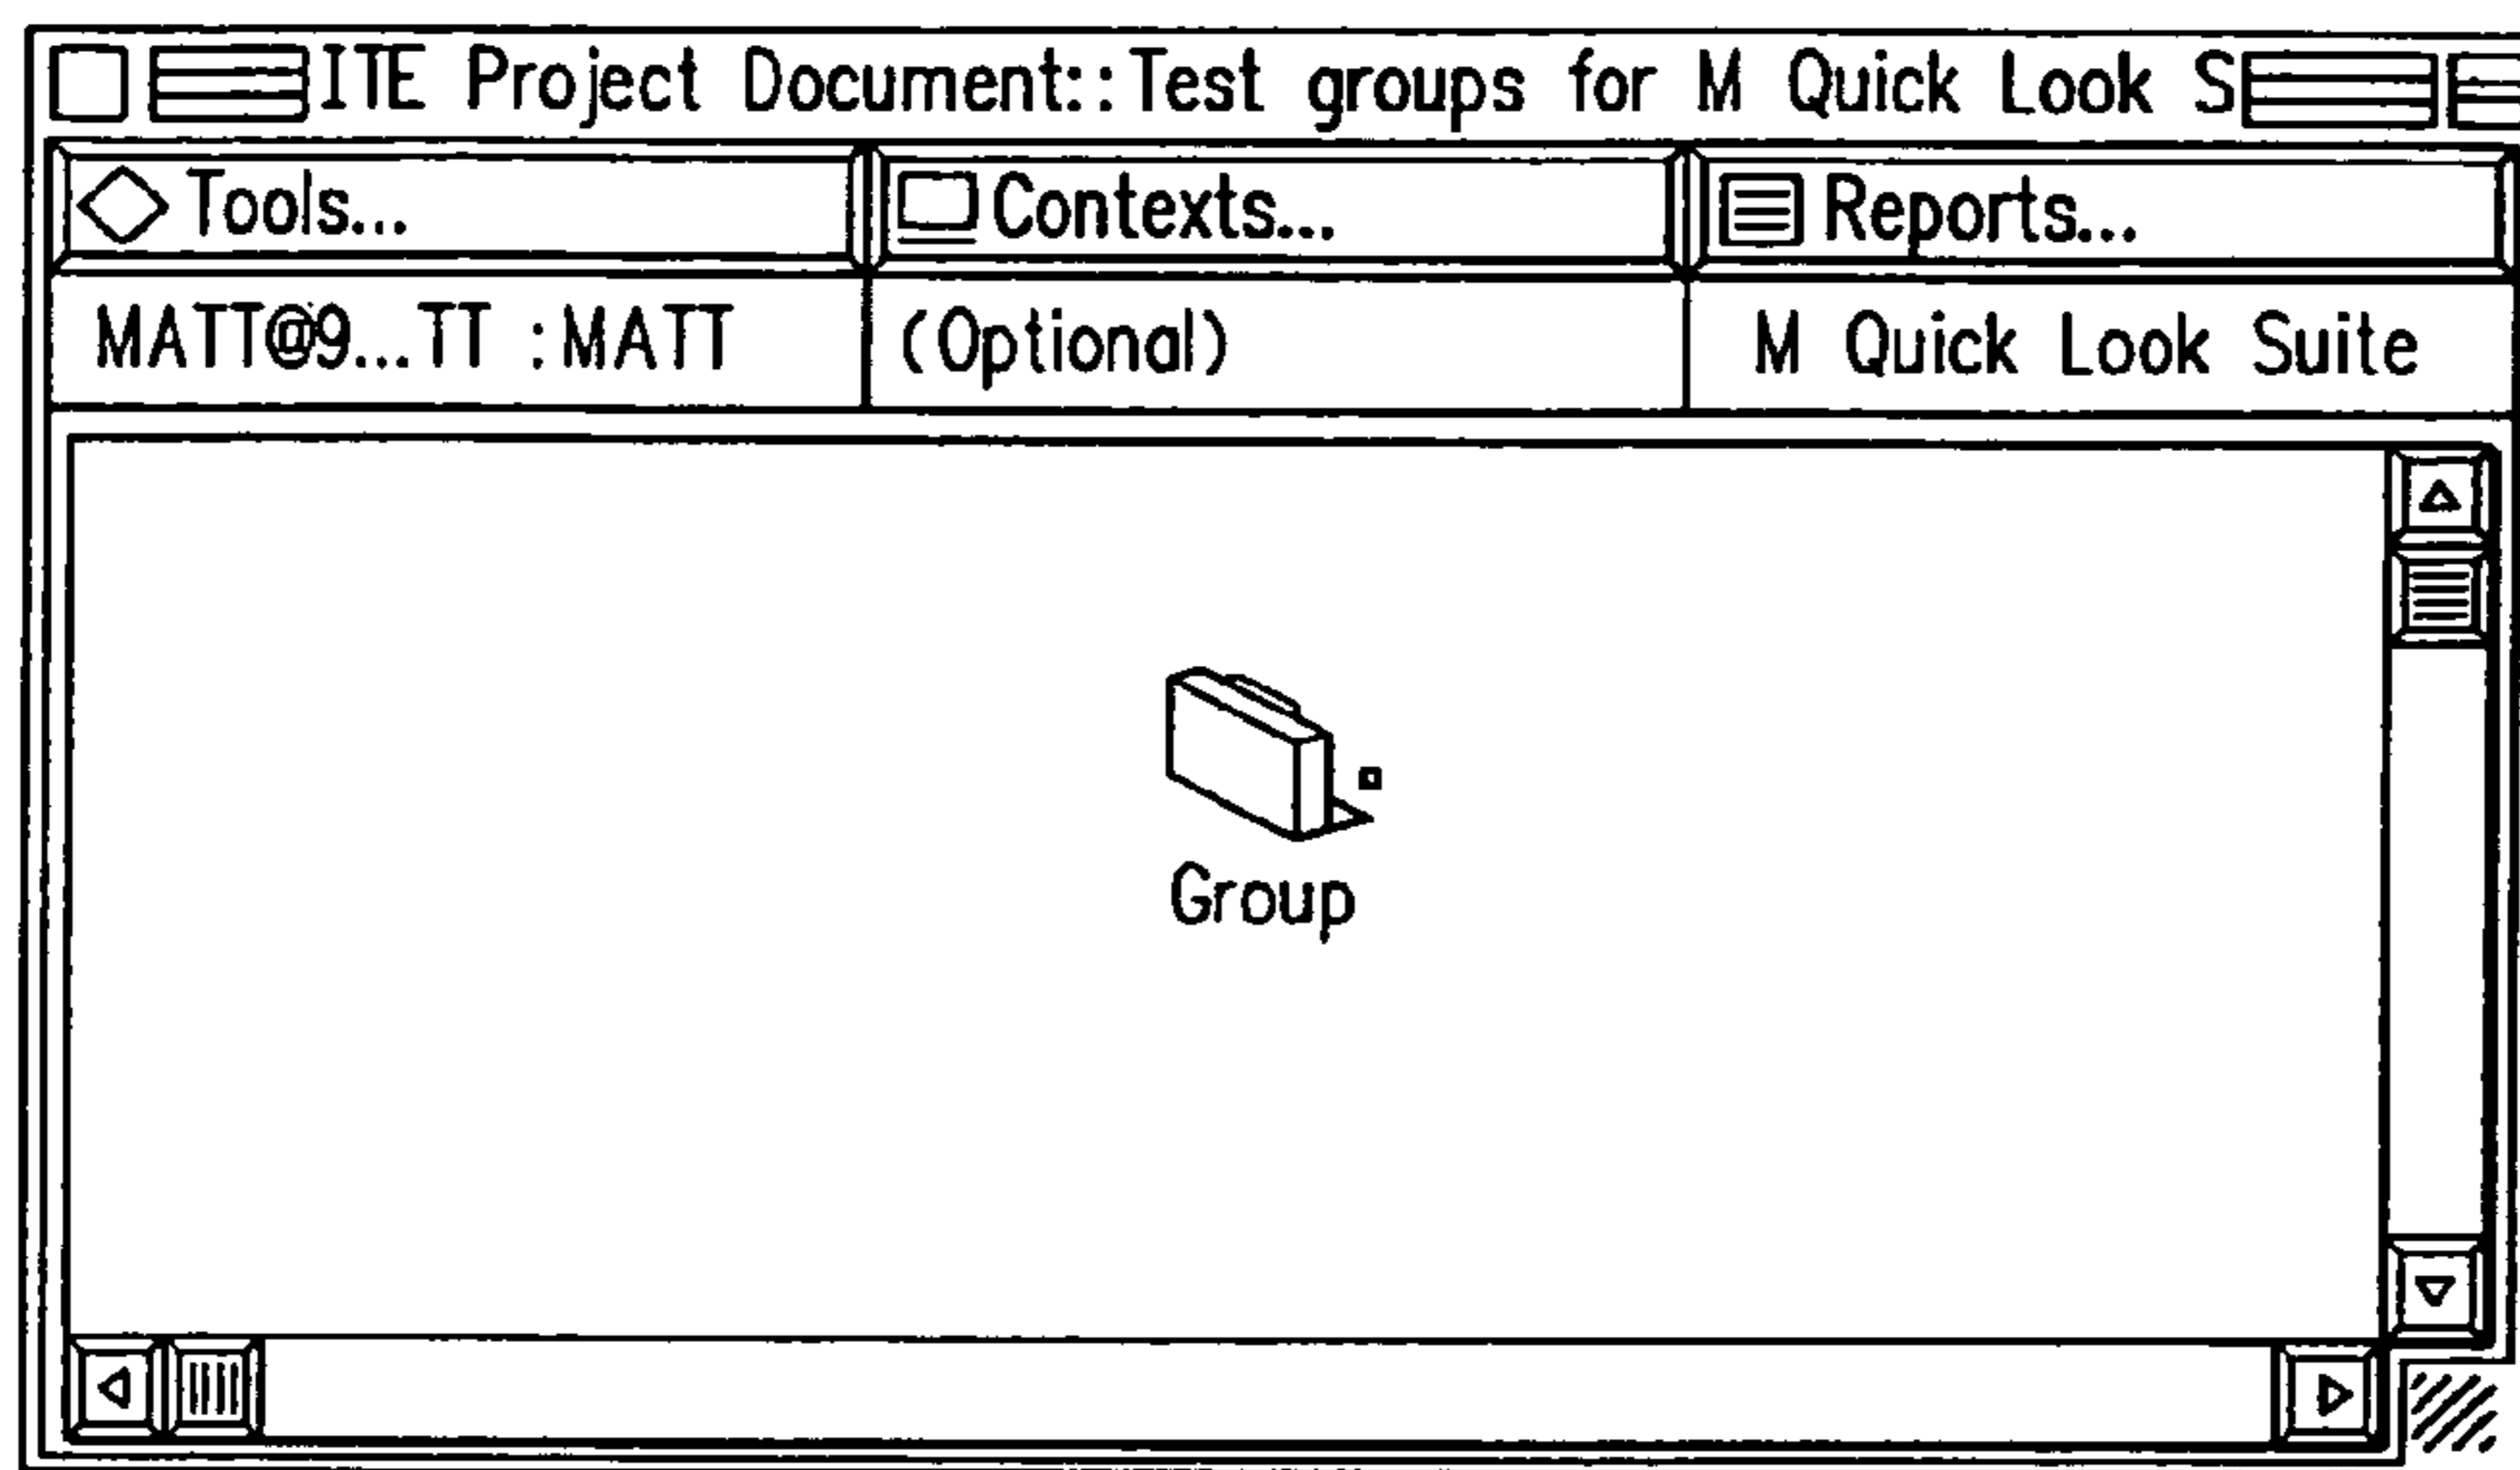 ITE Project Document::Test groups for M Quick Look S
Tools... Contexts... Reports...
MATT@9...TT :MATT (Optional) M Quick Look Suite
Group